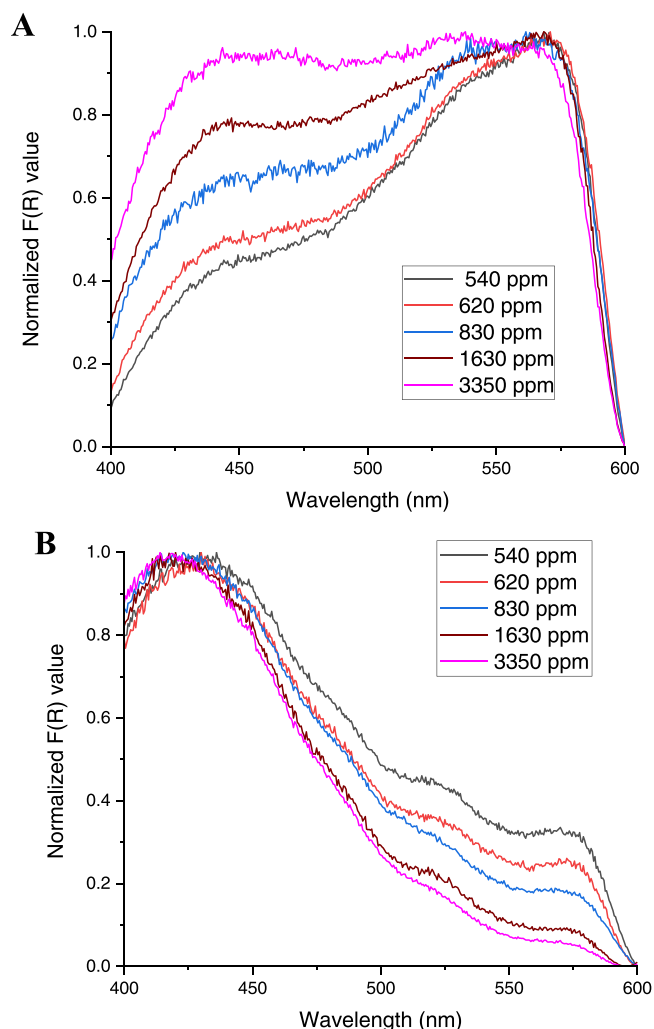 A
1.0
0.8
0.6
0.4
0.2
0.0
Normalized F(R) value
540 ppm
620 ppm
830 ppm
1630 ppm
3350 ppm
400 450 500 550 600
Wavelength (nm)
B
1.0
0.8
0.6
0.4
0.2
0.0
Normalized F(R) value
540 ppm
620 ppm
830 ppm
1630 ppm
3350 ppm
400 450 500 550 600
Wavelength (nm)